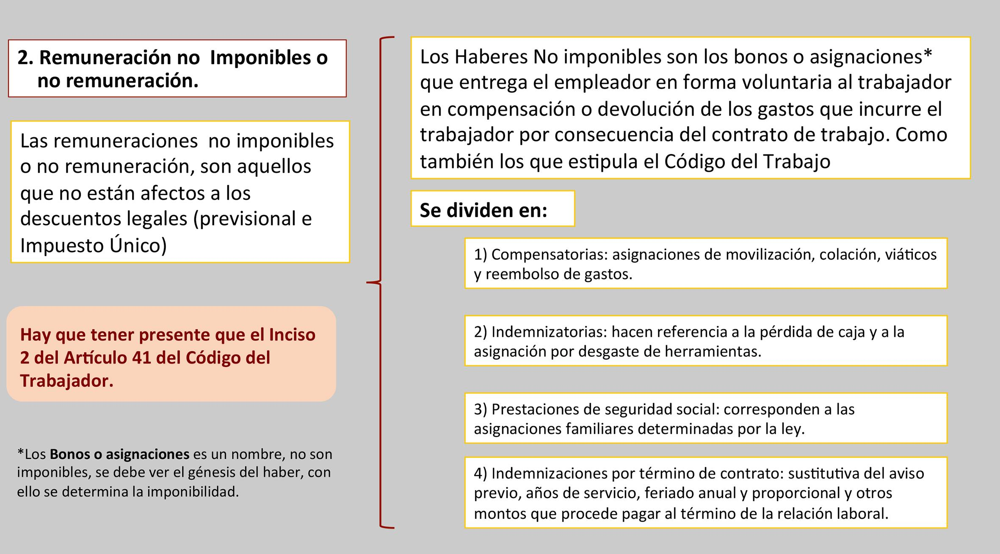 2. Remuneración no  Imponibles o
no remuneración.
Las remuneraciones  no imponibles
o no remuneración, son aquellos
que no están afectos a los
descuentos legales (previsional e
Impuesto Único)
Hay que tener presente que el Inciso
2 del Artículo 41 del Código del
Trabajador.
*Los Bonos o asignaciones es un nombre, no son
imponibles, se debe ver el génesis del haber, con
ello se determina la imponibilidad.
Los Haberes No imponibles son los bonos o asignaciones*
que entrega el empleador en forma voluntaria al trabajador
en compensación o devolución de los gastos que incurre el
trabajador por consecuencia del contrato de trabajo. Como
también los que estipula el Código del Trabajo
Se dividen en:
1) Compensatorias: asignaciones de movilización, colación, viáticos
y reembolso de gastos.
2) Indemnizatorias: hacen referencia a la pérdida de caja y a la
asignación por desgaste de herramientas.
3) Prestaciones de seguridad social: corresponden a las
asignaciones familiares determinadas por la ley.
4) Indemnizaciones por término de contrato: sustitutiva del aviso
previo, años de servicio, feriado anual y proporcional y otros
montos que procede pagar al término de la relación laboral.